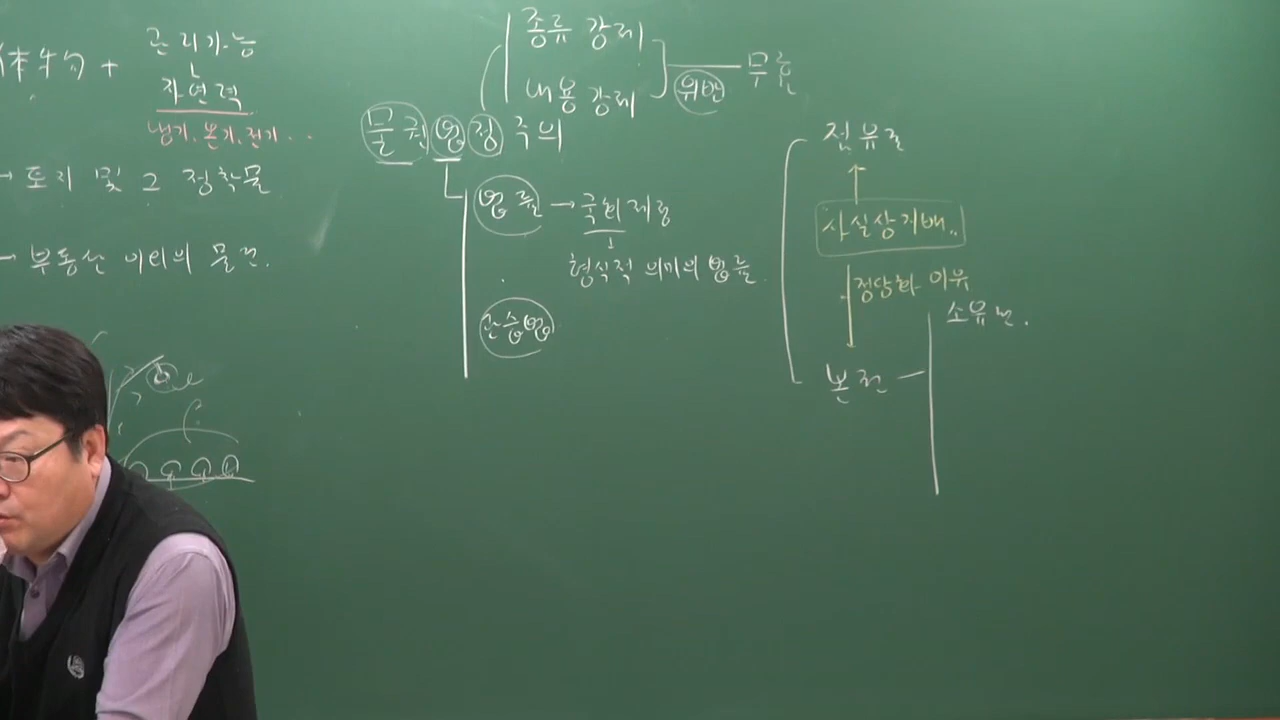 体物 + 관리가능
자연력
냉기, 온기, 전기...
→ 토지 및 그 정착물
→ 부동산 이외의 물건.
종류 강제
내용 강제
위반 무효
물권법정주의
법률 → 국회제정
↓
형식적 의미의 법률.
관습법
점유권
↑
사실상지배..
정당화 이유
본권
소유권.